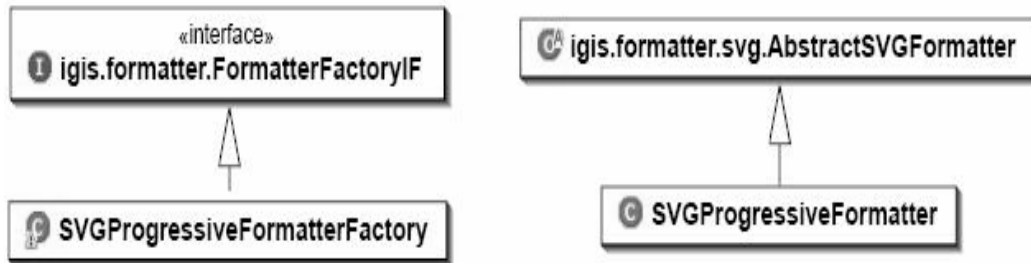 «interface»
I igis.formatter.FormatterFactoryIF
C A igis.formatter.svg.AbstractSVGFormatter
C SVGProgressiveFormatterFactory
C SVGProgressiveFormatter